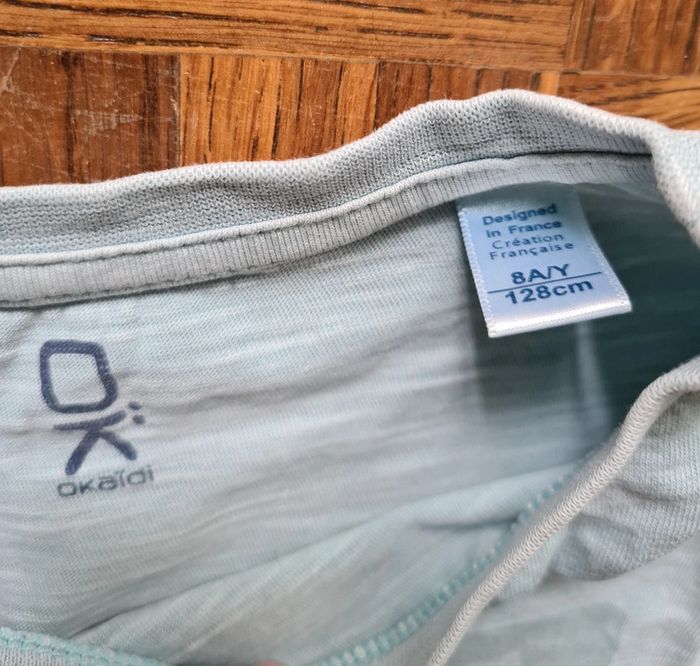 Designed
in France
Création
Française
8A/Y
128cm
OK
OKaïdi